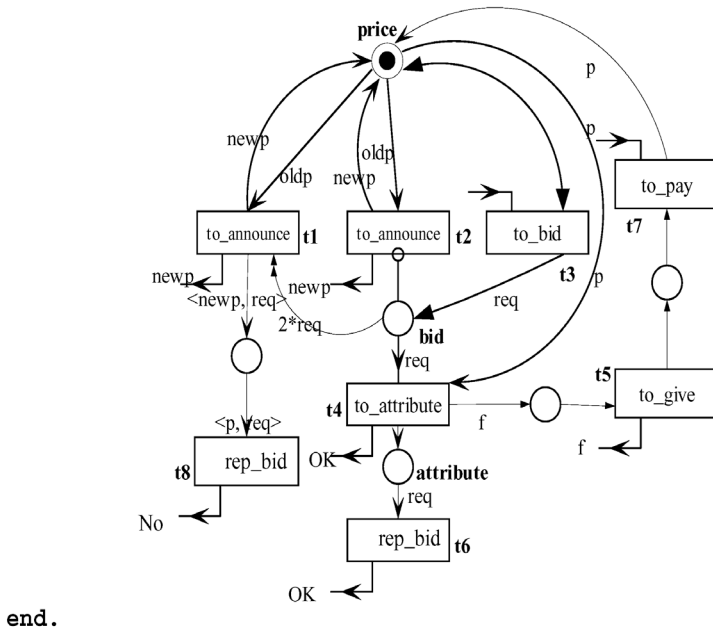 price
p
newp
oldp
oldp
newp
p
to_pay
t7
to_announce
t1
to_announce
t2
to_bid
t3
newp
newp
<newp, req>
2*req
req
p
bid
req
t5
t4
to_attribute
f
to_give
<p, req>
OK
attribute
f
rep_bid
t8
req
No
rep_bid
t6
OK
end.